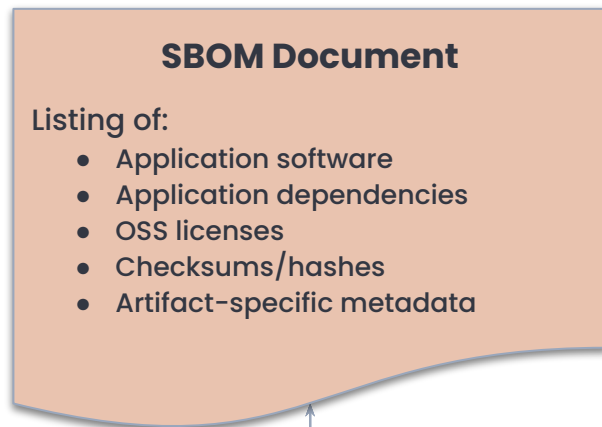 SBOM Document
Listing of:
● Application software
● Application dependencies
● OSS licenses
● Checksums/hashes
● Artifact-specific metadata